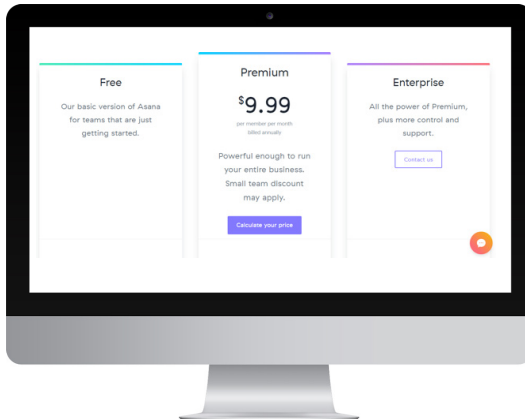 Free
Our basic version of Asana
for teams that are just
getting started.
Premium
$9.99
per member per month
billed annually
Powerful enough to run
your entire business.
Small team discount
may apply.
Calculate your price
Enterprise
All the power of Premium,
plus more control and
support.
Contact us